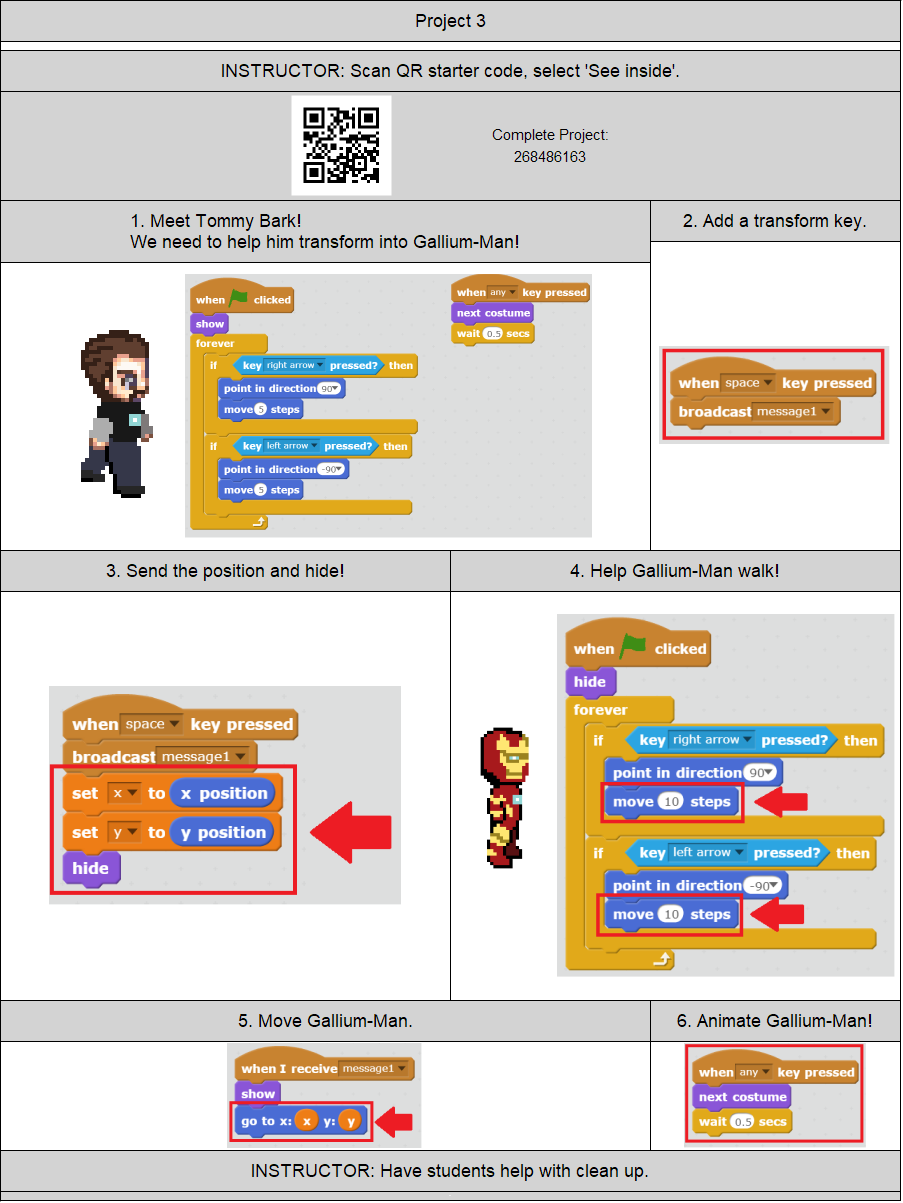 Project 3
INSTRUCTOR: Scan QR starter code, select 'See inside'.
Complete Project:
268486163
1. Meet Tommy Bark!
We need to help him transform into Gallium-Man!
when clicked
show
forever
if key right arrow pressed? then
point in direction 90
move 5 steps
if key left arrow pressed? then
point in direction -90
move 5 steps
when any key pressed
next costume
wait 0.5 secs
2. Add a transform key.
when space key pressed
broadcast message1
3. Send the position and hide!
when space key pressed
broadcast message1
set x to x position
set y to y position
hide
4. Help Gallium-Man walk!
when clicked
hide
forever
if key right arrow pressed? then
point in direction 90
move 10 steps
if key left arrow pressed? then
point in direction -90
move 10 steps
5. Move Gallium-Man.
when I receive message1
show
go to x: x y: y
6. Animate Gallium-Man!
when any key pressed
next costume
wait 0.5 secs
INSTRUCTOR: Have students help with clean up.